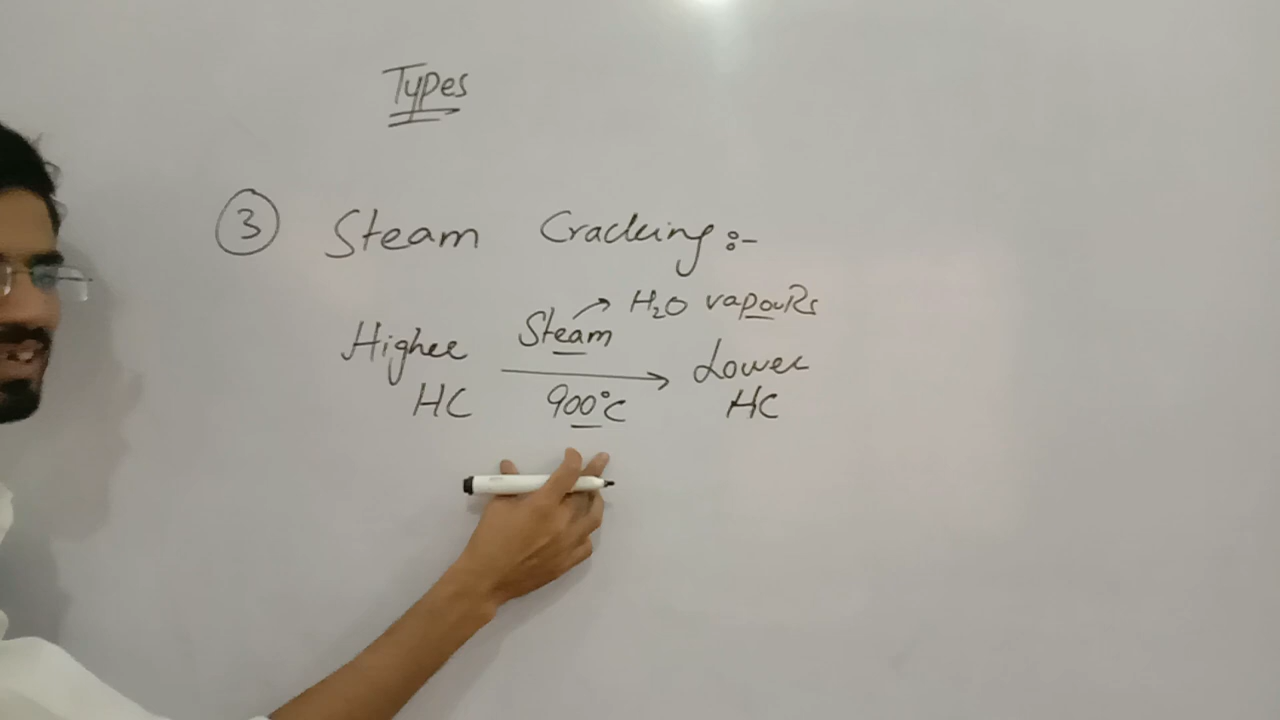 Types
③ Steam Cracking :-
Steam → H₂O vapours
Higher → Lower
HC 900°C HC